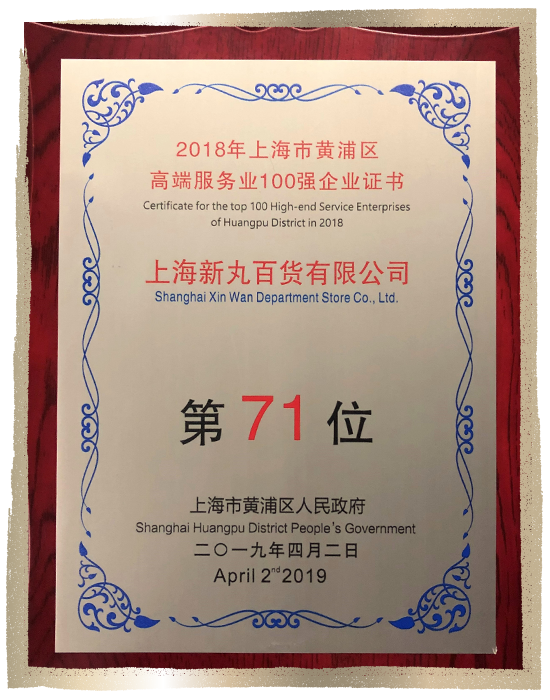 2018年上海市黄浦区
高端服务业100强企业证书
Certificate for the top 100 High-end Service Enterprises
of Huangpu District in 2018
上海新丸百货有限公司
Shanghai Xin Wan Department Store Co., Ltd.
第 71 位
上海市黄浦区人民政府
Shanghai Huangpu District People's Government
二〇一九年四月二日
April 2nd 2019